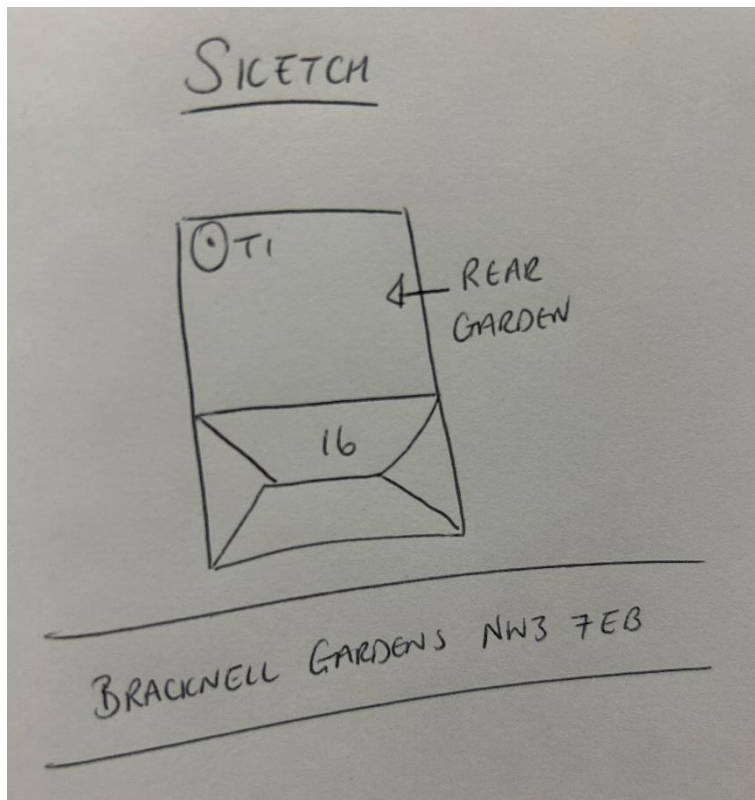 SKETCH
T1
REAR
GARDEN
16
BRACKNELL GARDENS NW3 7EB